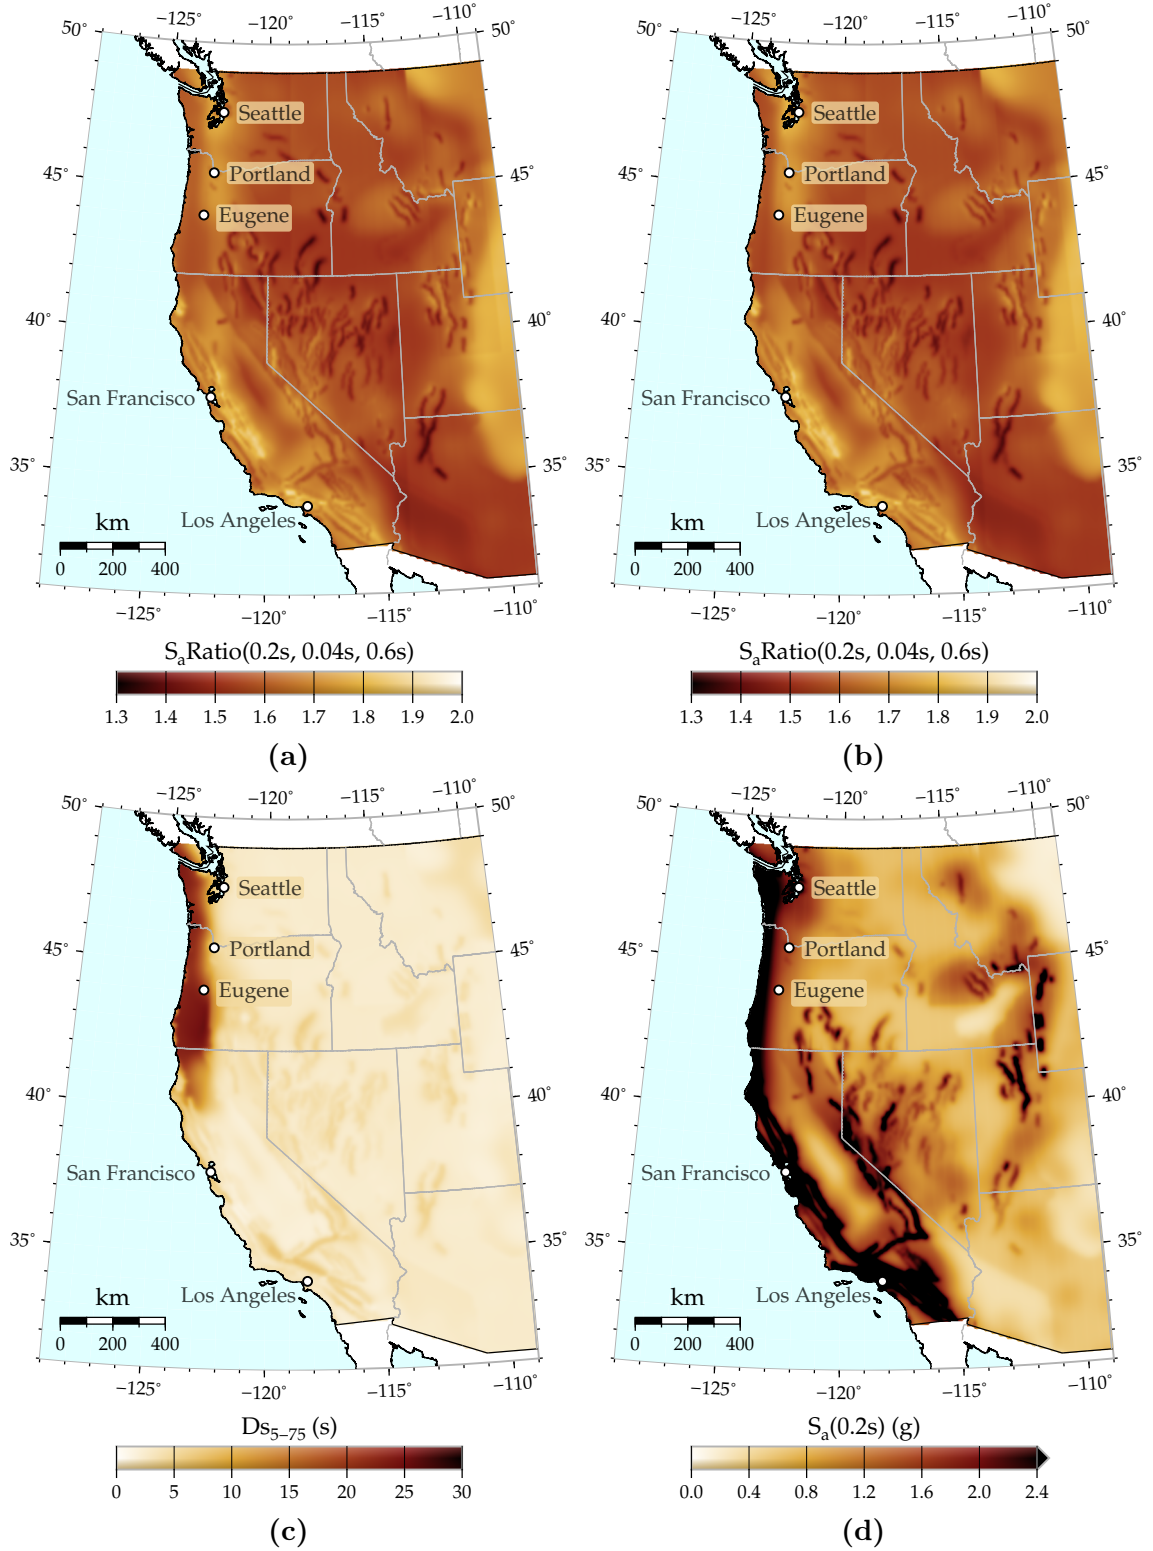 −125° −120° −115° −110°
50° 50°
Seattle
Portland
45° 45°
Eugene
40° 40°
San Francisco
35° 35°
Los Angeles
km
0 200 400
−125° −120° −115° −110°
SₐRatio(0.2s, 0.04s, 0.6s)
1.3 1.4 1.5 1.6 1.7 1.8 1.9 2.0
(a)
−125° −120° −115° −110°
50° 50°
Seattle
Portland
45° 45°
Eugene
40° 40°
San Francisco
35° 35°
Los Angeles
km
0 200 400
−125° −120° −115° −110°
SₐRatio(0.2s, 0.04s, 0.6s)
1.3 1.4 1.5 1.6 1.7 1.8 1.9 2.0
(b)
−125° −120° −115° −110°
50° 50°
Seattle
Portland
45° 45°
Eugene
40° 40°
San Francisco
35° 35°
Los Angeles
km
0 200 400
−125° −120° −115° −110°
Ds₅₋₇₅ (s)
0 5 10 15 20 25 30
(c)
−125° −120° −115° −110°
50° 50°
Seattle
Portland
45° 45°
Eugene
40° 40°
San Francisco
35° 35°
Los Angeles
km
0 200 400
−125° −120° −115° −110°
Sₐ(0.2s) (g)
0.0 0.4 0.8 1.2 1.6 2.0 2.4
(d)